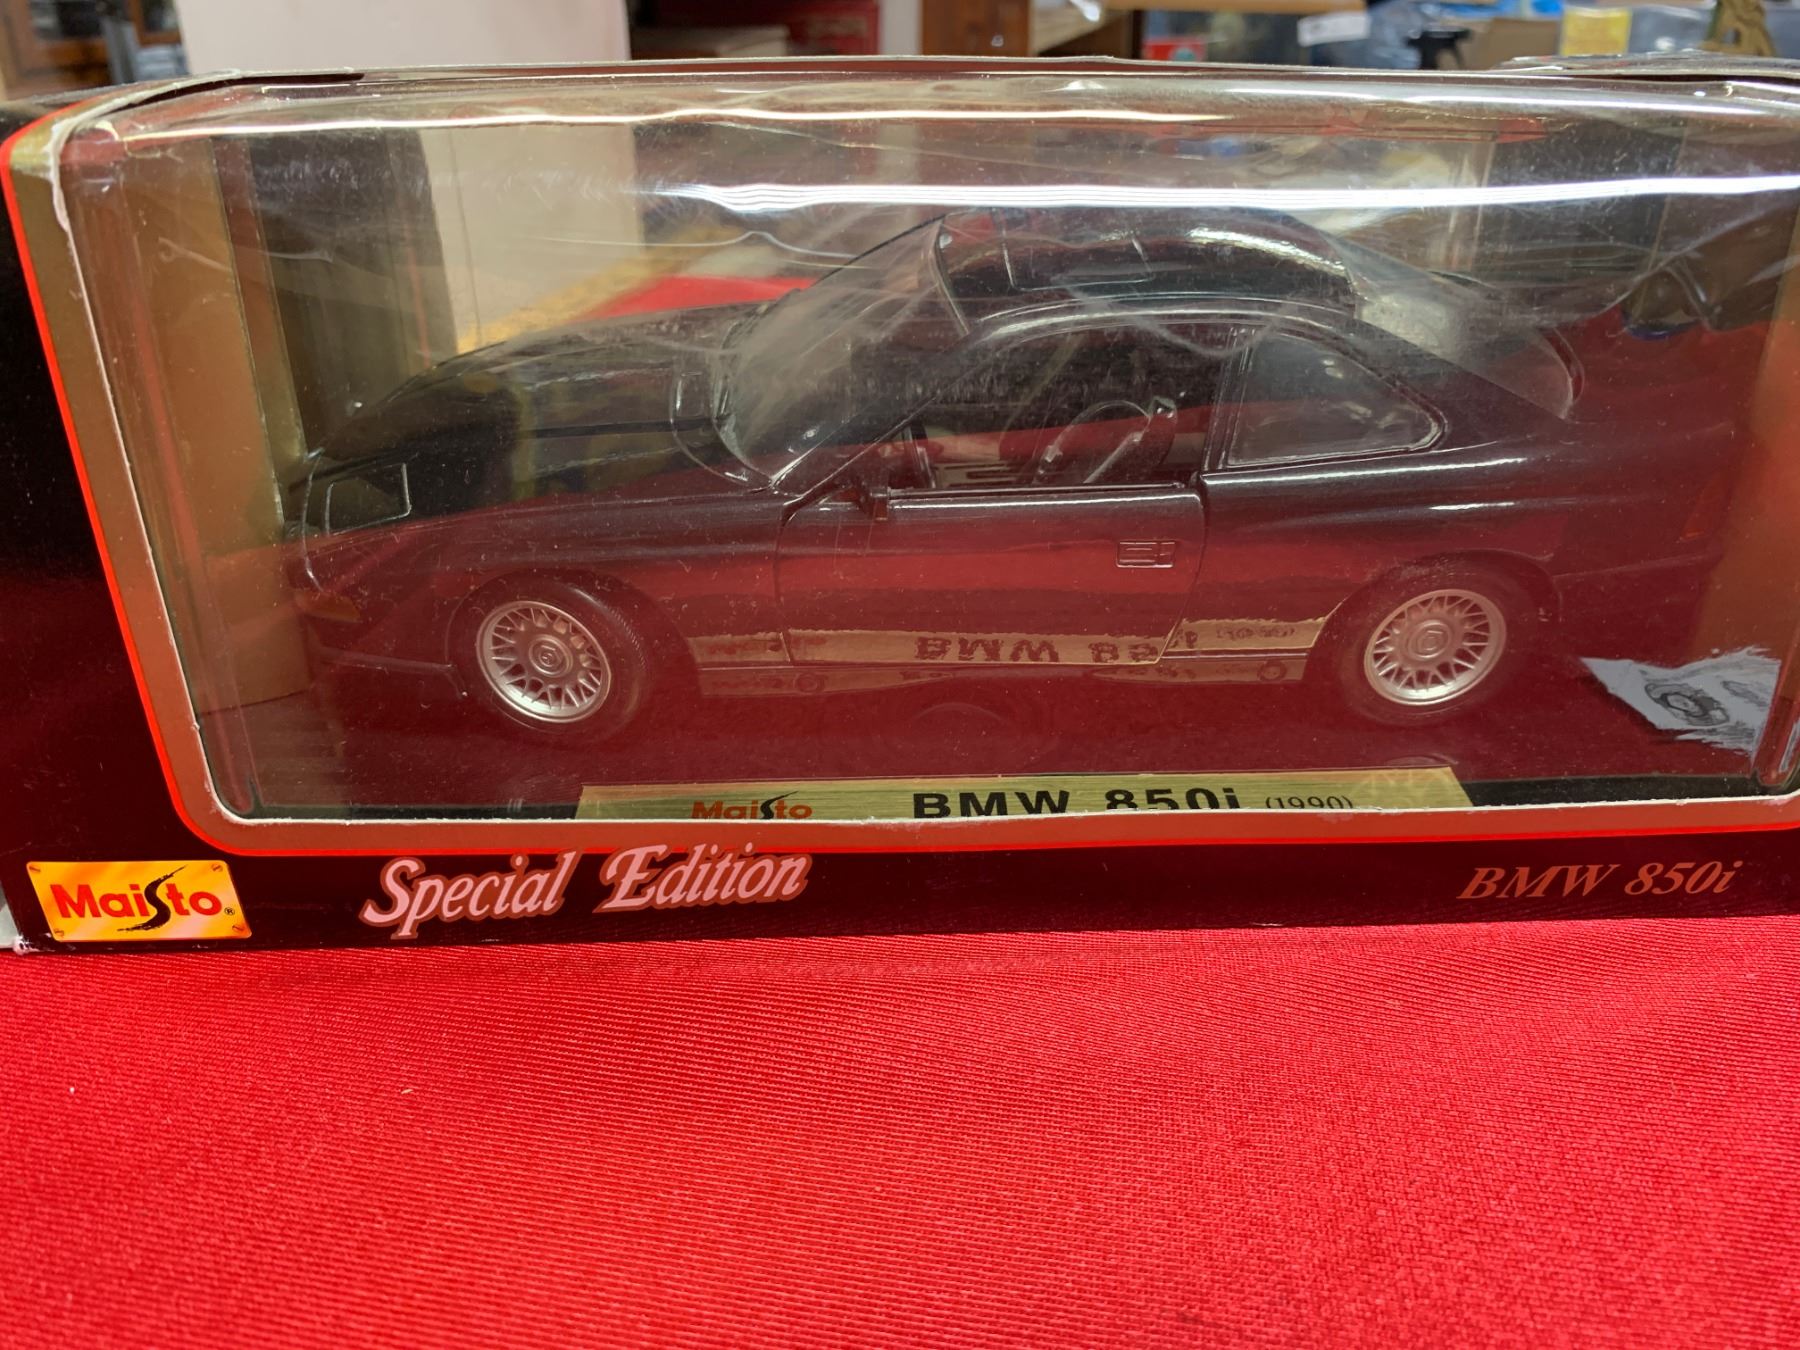 Maisto BMW 850i (1990)
Maisto®
Special Edition
BMW 850i